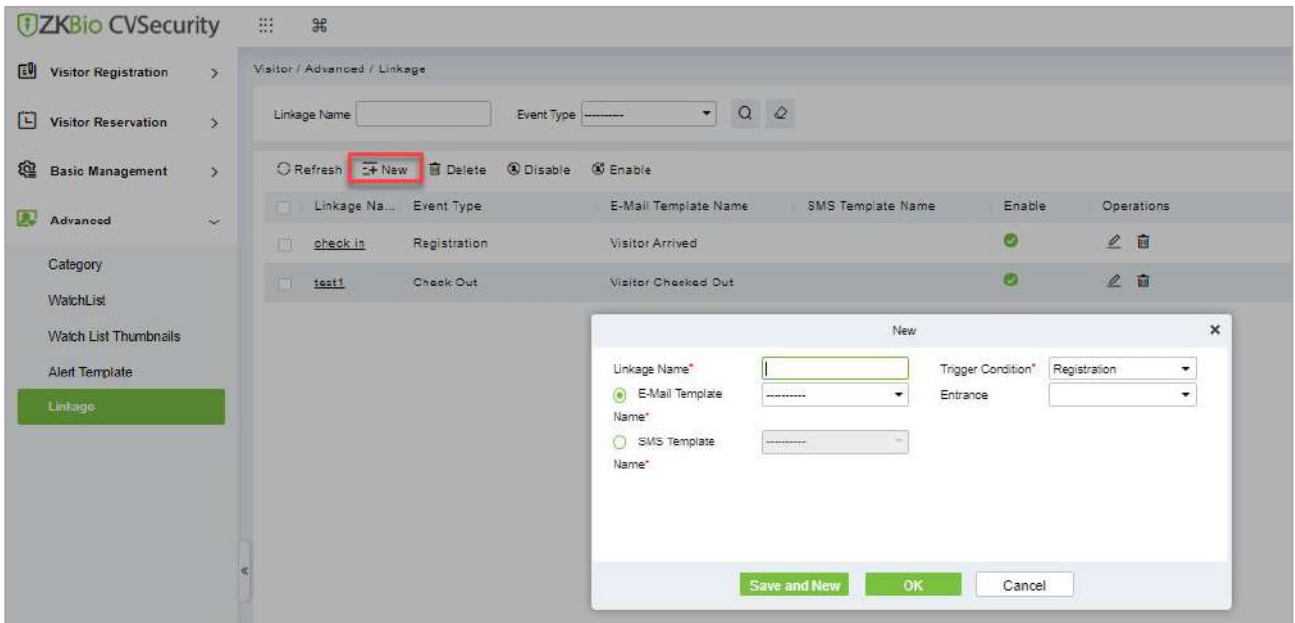 ZKBio CVSecurity
Visitor Registration
Visitor Reservation
Basic Management
Advanced
Category
WatchList
Watch List Thumbnails
Alert Template
Linkage
Visitor / Advanced / Linkage
Linkage Name Event Type ----------
Refresh New Delete Disable Enable
Linkage Na... Event Type E-Mail Template Name SMS Template Name Enable Operations
check in Registration Visitor Arrived
test1 Check Out Visitor Checked Out
New
Linkage Name* Trigger Condition* Registration
E-Mail Template ---------- Entrance
Name*
SMS Template ----------
Name*
Save and New OK Cancel